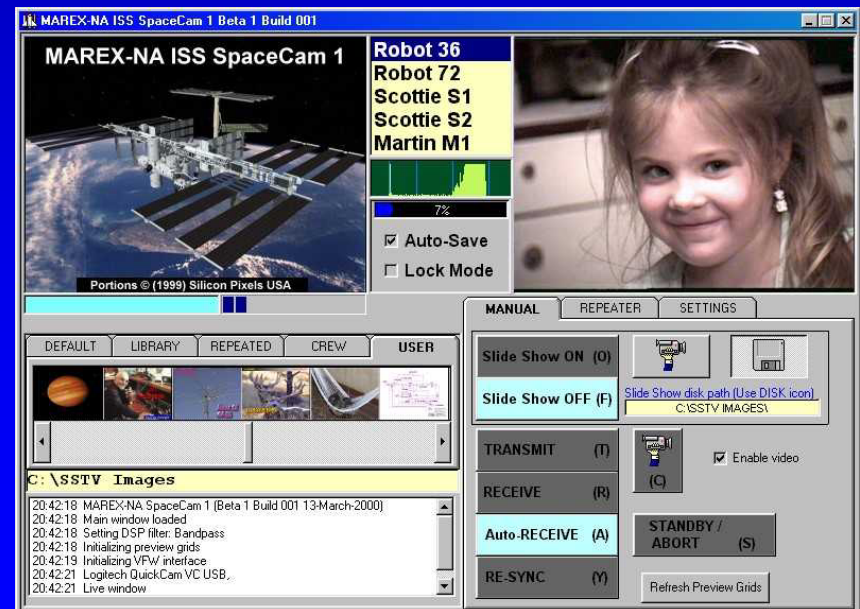 MAREX-NA ISS SpaceCam 1 Beta 1 Build 001
MAREX-NA ISS SpaceCam 1
Portions © (1999) Silicon Pixels USA
Robot 36
Robot 72
Scottie S1
Scottie S2
Martin M1
7%
Auto-Save
Lock Mode
DEFAULT
LIBRARY
REPEATED
CREW
USER
C:\SSTV Images
20:42:18 MAREX-NA SpaceCam 1 (Beta 1 Build 001 13-March-2000)
20:42:18 Main window loaded
20:42:18 Setting DSP filter: Bandpass
20:42:18 Initializing preview grids
20:42:19 Initializing VFW interface
20:42:21 Logitech QuickCam VC USB,
20:42:21 Live window
MANUAL
REPEATER
SETTINGS
Slide Show ON (O)
Slide Show OFF (F)
Slide Show disk path (Use DISK icon)
C:\SSTV IMAGES\
TRANSMIT (T)
RECEIVE (R)
Auto-RECEIVE (A)
RE-SYNC (Y)
(C)
Enable video
STANDBY /
ABORT (S)
Refresh Preview Grids